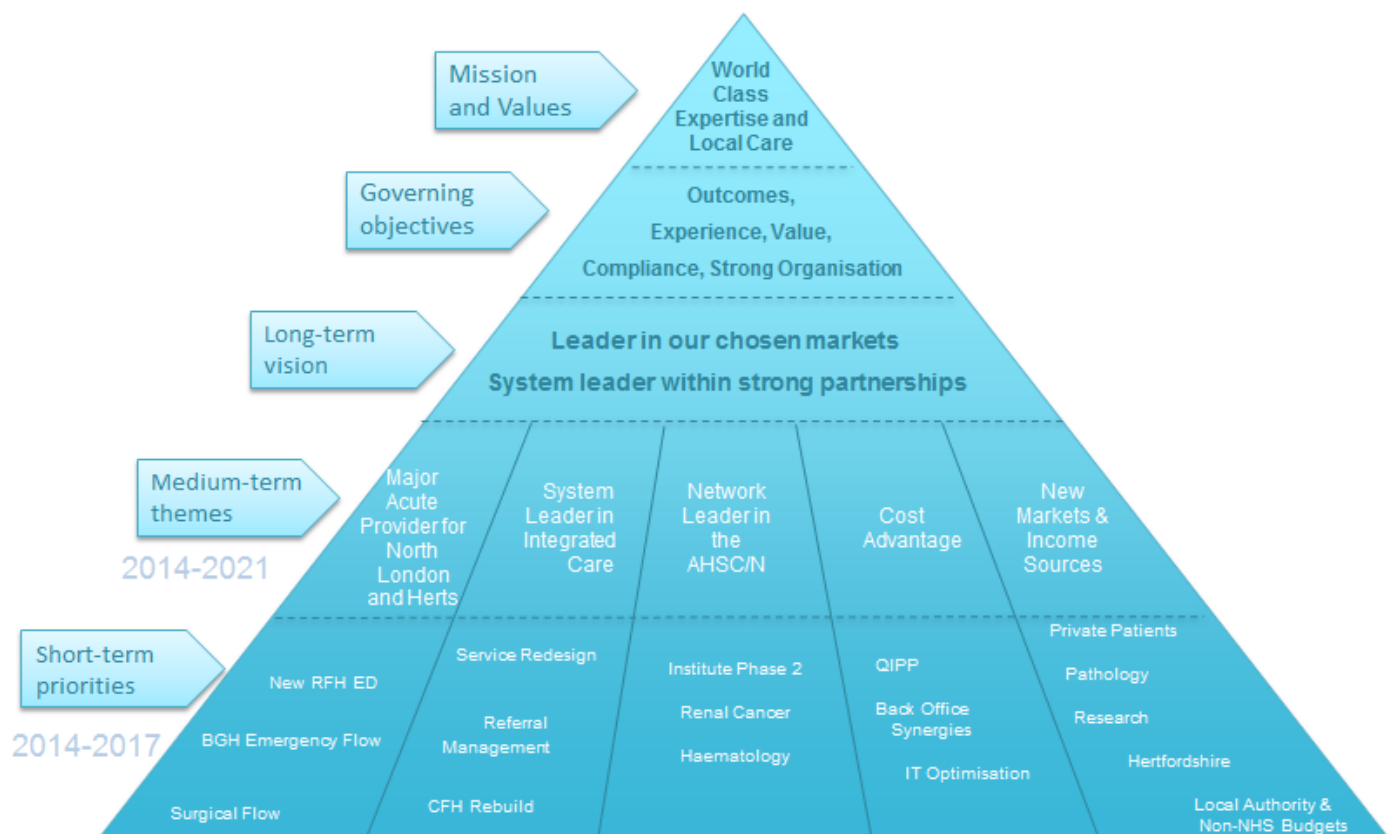 Mission
and Values
World
Class
Expertise and
Local Care
Governing
objectives
Outcomes,
Experience, Value,
Compliance, Strong Organisation
Long-term
vision
Leader in our chosen markets
System leader within strong partnerships
Medium-term
themes
2014-2021
Major
Acute
Provider for
North
London
and Herts
System
Leader in
Integrated
Care
Network
Leader in
the
AHSC/N
Cost
Advantage
New
Markets &
Income
Sources
Short-term
priorities
2014-2017
New RFH ED
BGH Emergency Flow
Surgical Flow
Service Redesign
Referral
Management
CFH Rebuild
Institute Phase 2
Renal Cancer
Haematology
QIPP
Back Office
Synergies
IT Optimisation
Private Patients
Pathology
Research
Hertfordshire
Local Authority &
Non-NHS Budgets